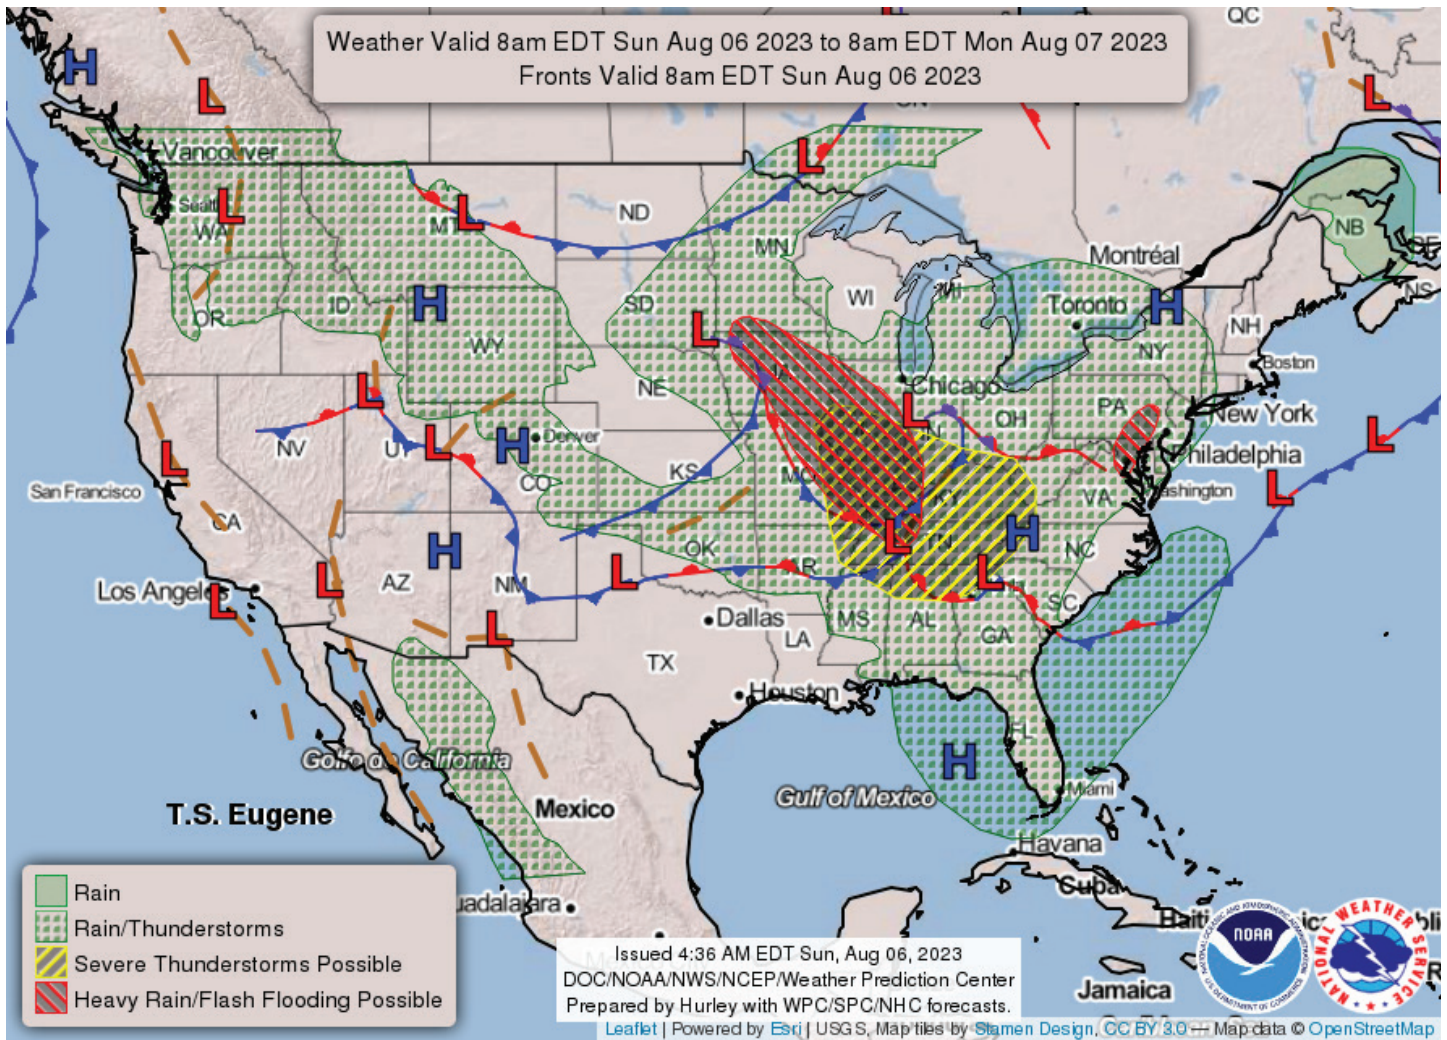 QC
Weather Valid 8am EDT Sun Aug 06 2023 to 8am EDT Mon Aug 07 2023
Fronts Valid 8am EDT Sun Aug 06 2023
H
L
L
L
Vancouver
Seattle
L
WA
MT
L
ND
MN
NB
Montréal
NS
OR
ID
H
SD
WI
MI
Toronto
H
NH
WY
L
IA
NY
Boston
NE
Chicago
L
PA
New York
L
OH
IN
NV
UT
L
H
Denver
L
Philadelphia
L
San Francisco
CA
CO
KS
MO
KY
VA
Washington
L
AZ
H
NM
OK
AR
L
TN
H
NC
Los Angeles
L
L
L
L
SC
Dallas
MS
AL
GA
L
TX
LA
Houston
FL
Golfo de California
H
Gulf of Mexico
Miami
T.S. Eugene
Mexico
Havana
Cuba
Rain
Rain/Thunderstorms
Severe Thunderstorms Possible
Heavy Rain/Flash Flooding Possible
uadalajara
Haiti
NOAA
NATIONAL WEATHER SERVICE
Jamaica
Issued 4:36 AM EDT Sun, Aug 06, 2023
DOC/NOAA/NWS/NCEP/Weather Prediction Center
Prepared by Hurley with WPC/SPC/NHC forecasts.
Leaflet | Powered by Esri | USGS, Map tiles by Stamen Design, CC BY 3.0 — Map data © OpenStreetMap